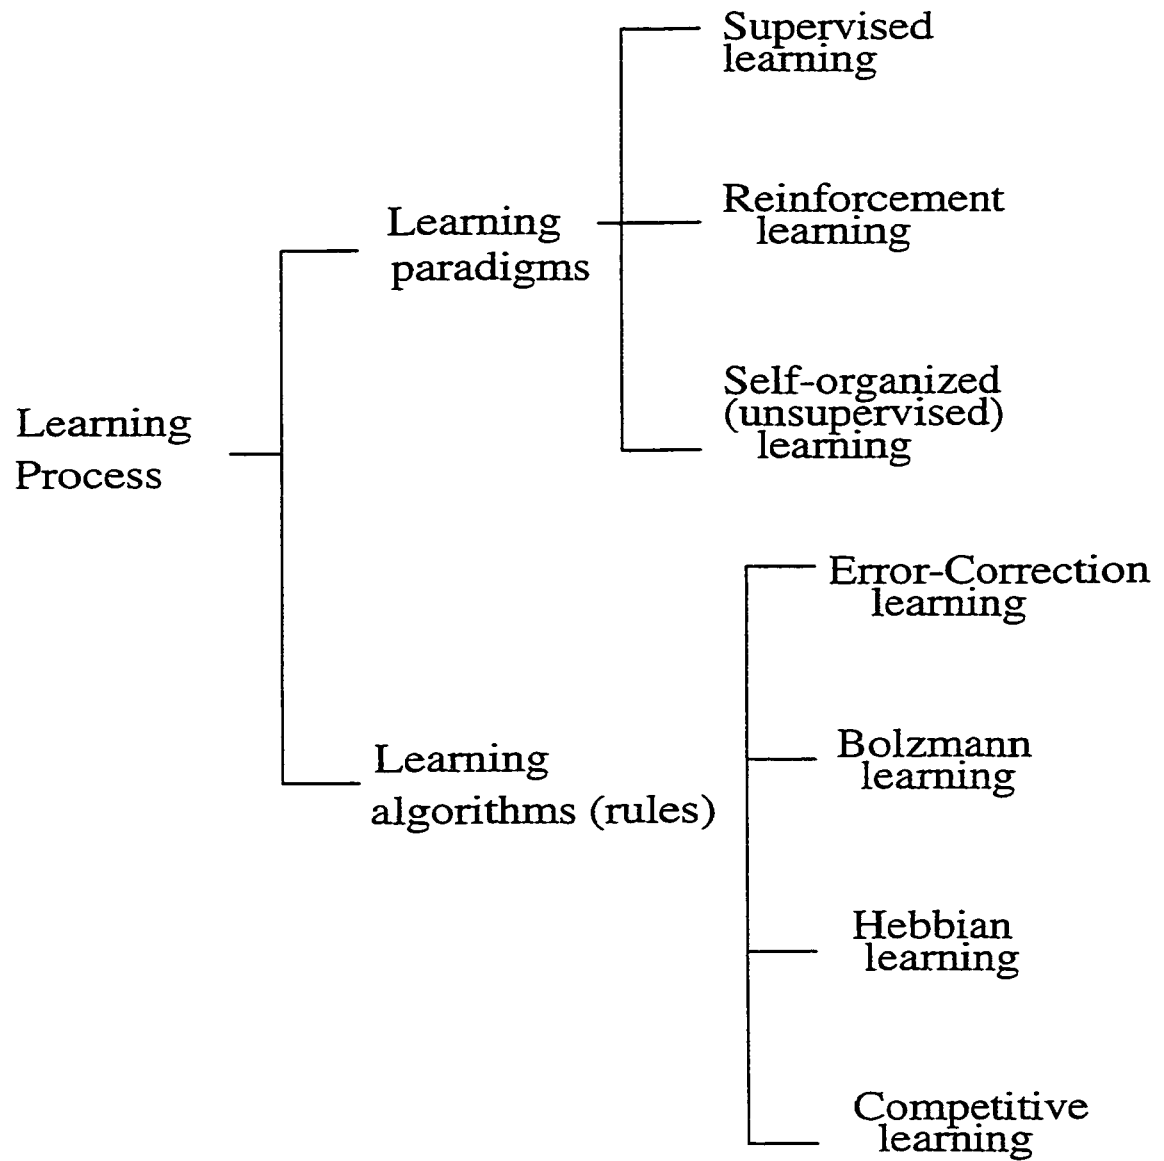 Supervised
learning
Reinforcement
learning
Learning
paradigms
Self-organized
(unsupervised)
learning
Learning
Process
Error-Correction
learning
Bolzmann
learning
Learning
algorithms (rules)
Hebbian
learning
Competitive
learning